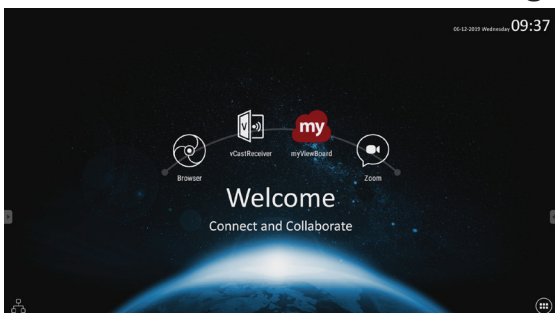 06-12-2019 Wednesday 09:37
V
my
Browser
vCastReceiver
myViewBoard
Zoom
Welcome
Connect and Collaborate